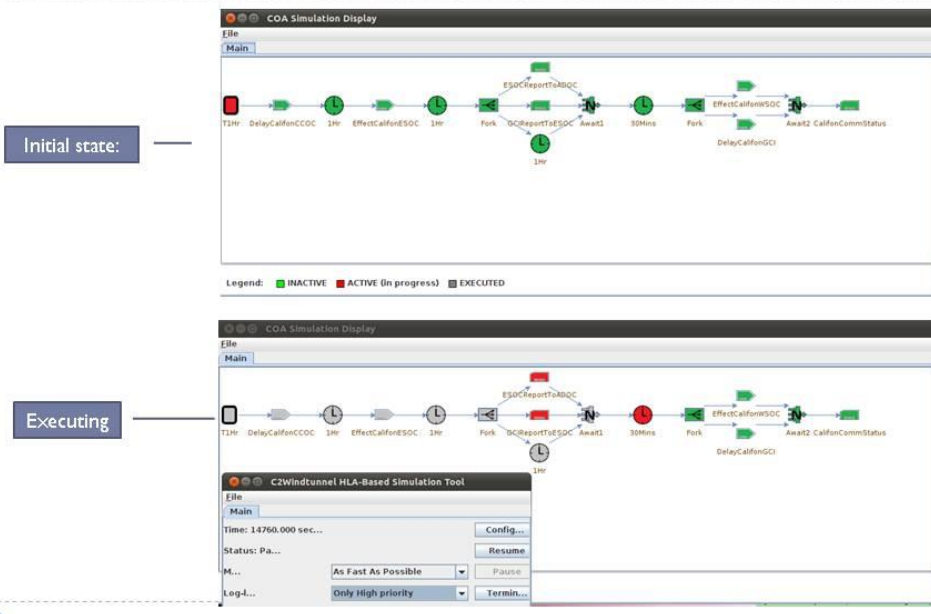 COA Simulation Display
File
Main
ESOCReportToADOC
T1Hr DelayCalifonCCOC 1Hr EffectCalifonESOC 1Hr Fork GCIReportToESOC Await1 30Mins Fork EffectCalifonWSOC Await2 CalifonCommStatus
DelayCalifonGCI
1Hr
Initial state:
Legend: INACTIVE ACTIVE (in progress) EXECUTED
COA Simulation Display
File
Main
ESOCReportToADOC
EffectCalifonWSOC
T1Hr DelayCalifonCCOC 1Hr EffectCalifonESOC 1Hr Fork GCIReportToESOC Await1 30Mins Fork Await2 CalifonCommStatus
DelayCalifonGCI
1Hr
Executing
C2Windtunnel HLA-Based Simulation Tool
File
Main
Time: 14760.000 sec... Config...
Status: Pa... Resume
M... As Fast As Possible Pause
Log-l... Only High priority Termin...